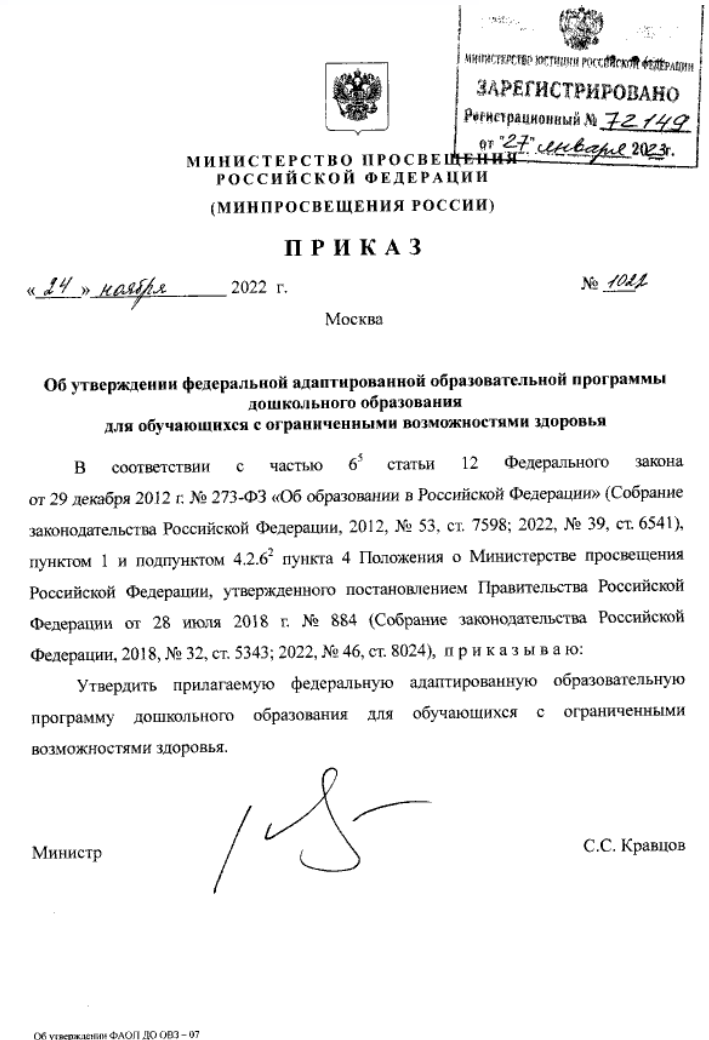 МИНИСТЕРСТВО ЮСТИЦИИ РОССИЙСКОЙ ФЕДЕРАЦИИ
ЗАРЕГИСТРИРОВАНО
Регистрационный № 72149
от "27" января 2023г.
МИНИСТЕРСТВО ПРОСВЕЩЕНИЯ
РОССИЙСКОЙ ФЕДЕРАЦИИ
(МИНПРОСВЕЩЕНИЯ РОССИИ)
П Р И К А З
«24» ноября 2022 г.
№ 1022
Москва
Об утверждении федеральной адаптированной образовательной программы
дошкольного образования
для обучающихся с ограниченными возможностями здоровья
В соответствии с частью 6⁵ статьи 12 Федерального закона
от 29 декабря 2012 г. № 273-ФЗ «Об образовании в Российской Федерации» (Собрание
законодательства Российской Федерации, 2012, № 53, ст. 7598; 2022, № 39, ст. 6541),
пунктом 1 и подпунктом 4.2.6² пункта 4 Положения о Министерстве просвещения
Российской Федерации, утвержденного постановлением Правительства Российской
Федерации от 28 июля 2018 г. № 884 (Собрание законодательства Российской
Федерации, 2018, № 32, ст. 5343; 2022, № 46, ст. 8024), п р и к а з ы в а ю:
Утвердить прилагаемую федеральную адаптированную образовательную
программу дошкольного образования для обучающихся с ограниченными
возможностями здоровья.
Министр
С.С. Кравцов
Об утверждении ФАОП ДО ОВЗ – 07